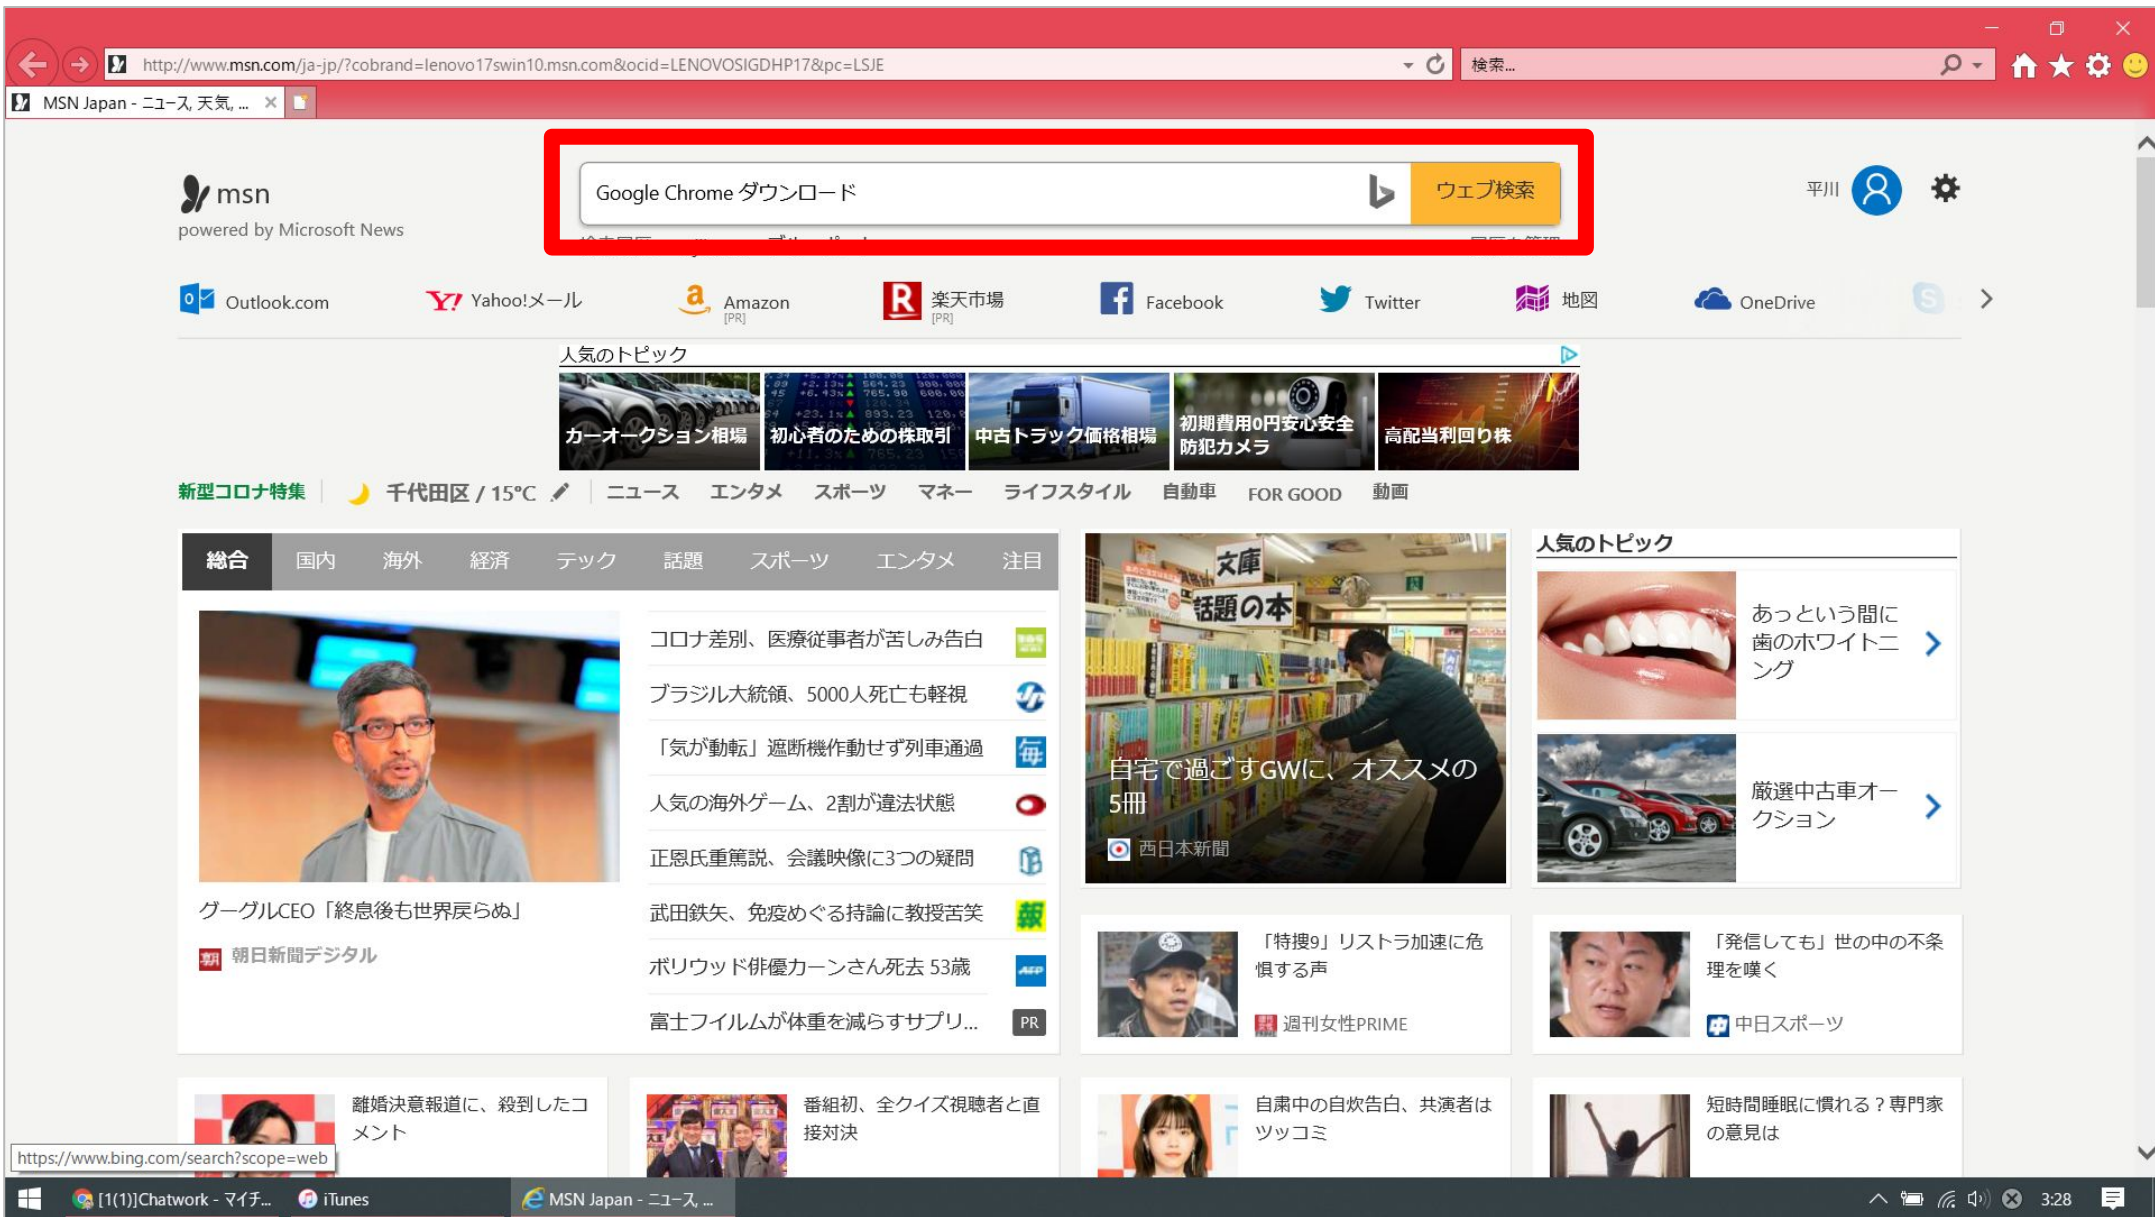 http://www.msn.com/ja-jp/?cobrand=lenovo17swin10.msn.com&ocid=LENOVOSIGDHP17&pc=LSJE
検索...
MSN Japan - ニュース, 天気, ...
msn
powered by Microsoft News
Google Chrome ダウンロード
ウェブ検索
平川
Outlook.com
Yahoo!メール
Amazon
[PR]
楽天市場
[PR]
Facebook
Twitter
地図
OneDrive
人気のトピック
カーオークション相場
初心者のための株取引
中古トラック価格相場
初期費用0円安心安全
防犯カメラ
高配当利回り株
新型コロナ特集
千代田区 / 15°C
ニュース
エンタメ
スポーツ
マネー
ライフスタイル
自動車
FOR GOOD
動画
総合
国内
海外
経済
テック
話題
スポーツ
エンタメ
注目
グーグルCEO「終息後も世界戻らぬ」
朝日新聞デジタル
コロナ差別、医療従事者が苦しみ告白
ブラジル大統領、5000人死亡も軽視
「気が動転」遮断機作動せず列車通過
毎
人気の海外ゲーム、2割が違法状態
正恩氏重篤説、会議映像に3つの疑問
武田鉄矢、免疫めぐる持論に教授苦笑
報
ボリウッド俳優カーンさん死去 53歳
AFP
富士フイルムが体重を減らすサプリ...
PR
文庫
話題の本
自宅で過ごすGWに、オススメの
5冊
西日本新聞
人気のトピック
あっという間に
歯のホワイトニ
ング
厳選中古車オー
クション
「特捜9」リストラ加速に危
惧する声
週刊女性PRIME
「発信しても」世の中の不条
理を嘆く
中日スポーツ
離婚決意報道に、殺到したコ
メント
番組初、全クイズ視聴者と直
接対決
自粛中の自炊告白、共演者は
ツッコミ
短時間睡眠に慣れる？専門家
の意見は
https://www.bing.com/search?scope=web
[1(1)]Chatwork - マイチ...
iTunes
MSN Japan - ニュース, ...
3:28